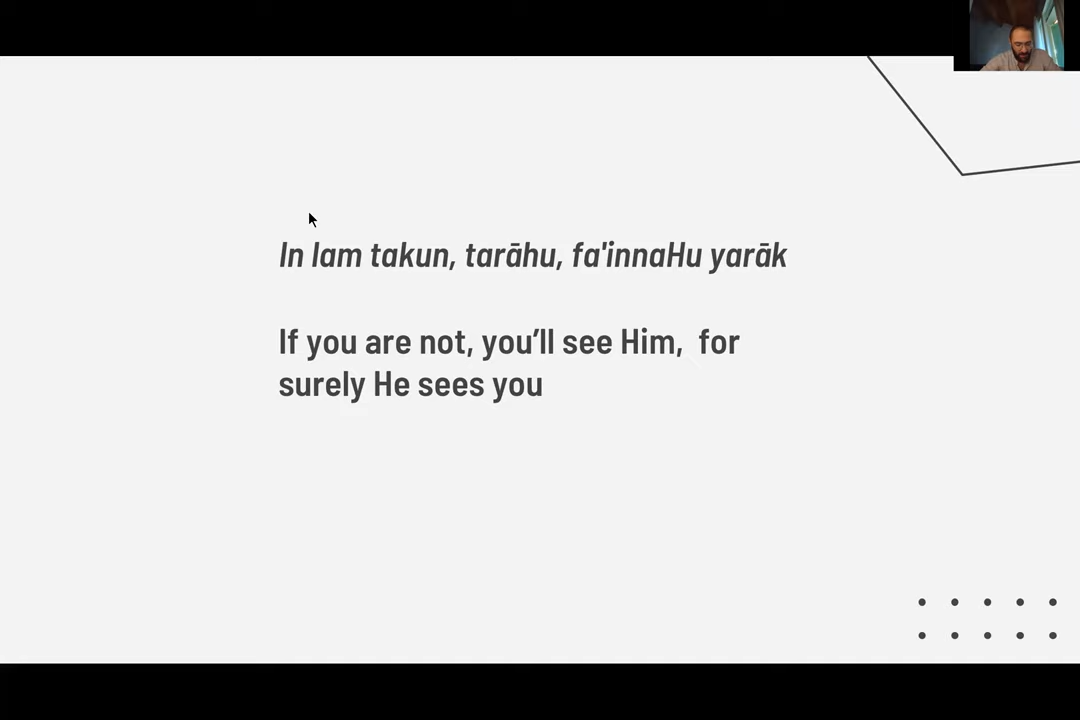 In lam takun, tarāhu, fa'innaHu yarāk
If you are not, you’ll see Him,  for
surely He sees you